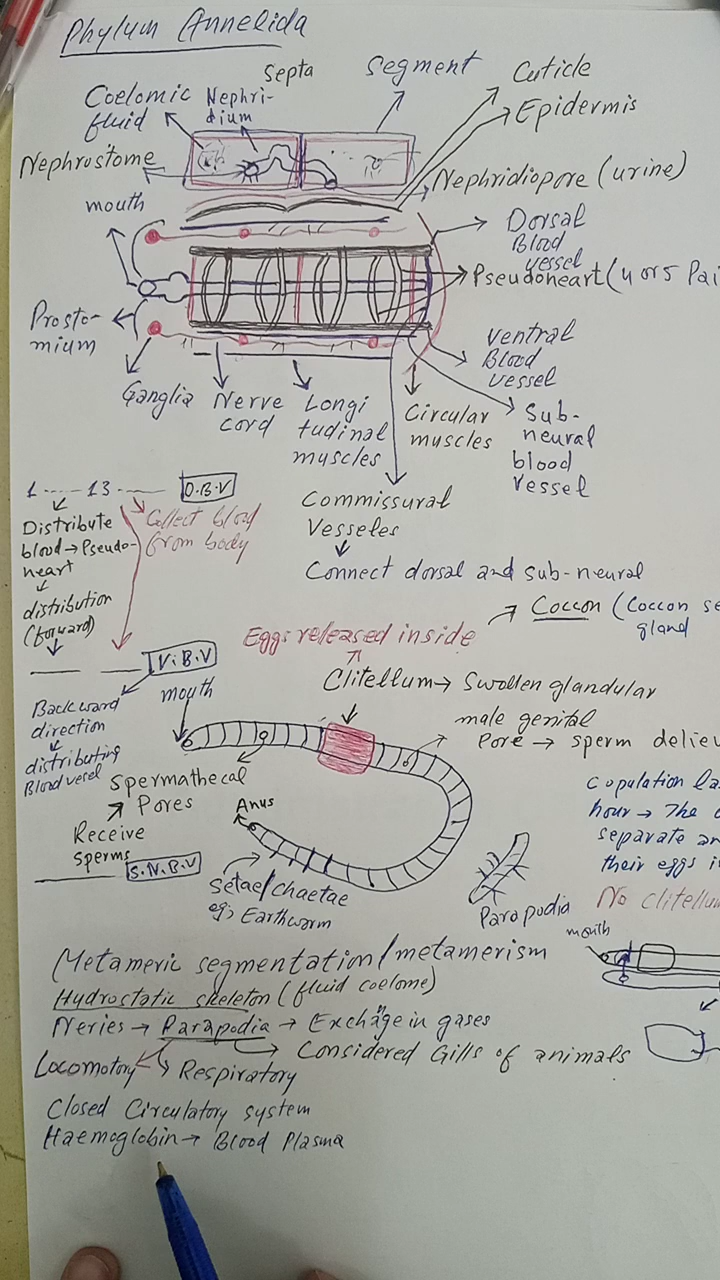 Phylum Annelida
Septa
Segment
Cuticle
Epidermis
Coelomic
fluid
Nephri-
dium
Nephrostome
Nephridiopore (urine)
mouth
Dorsal
Blood
vessel
Pseudoheart (4 or 5 Pai
Prosto-
mium
Ventral
Blood
vessel
Ganglia
Nerve
cord
Longi
tudinal
muscles
Circular
muscles
Sub-
neural
blood
vessel
1 ---- 13
D.B.V
Distribute
blood → Pseudo-
heart
distribution
(forward)
Collect blood
from body
Commissural
Vesseles
Connect dorsal and sub-neural
Coccon (Coccon se
gland
Eggs released inside
V.B.V
Clitellum → Swollen glandular
mouth
Backward
direction
distributing
Blood vesel
male genital
Pore → sperm deliev
Spermathecal
Pores
Receive
sperms
Anus
S.N.B.V
Setae/chaetae
eg; Earthworm
copulation la
hour → The
separate an
their eggs i
Parapodia
No clitellum
mouth
Metameric segmentation/metamerism
Hydrostatic skeleton (fluid coelome)
Neries → Parapodia → Exchange in gases
Considered Gills of animals
Locomotory
Respiratory
Closed Circulatory system
Haemoglobin → Blood Plasma